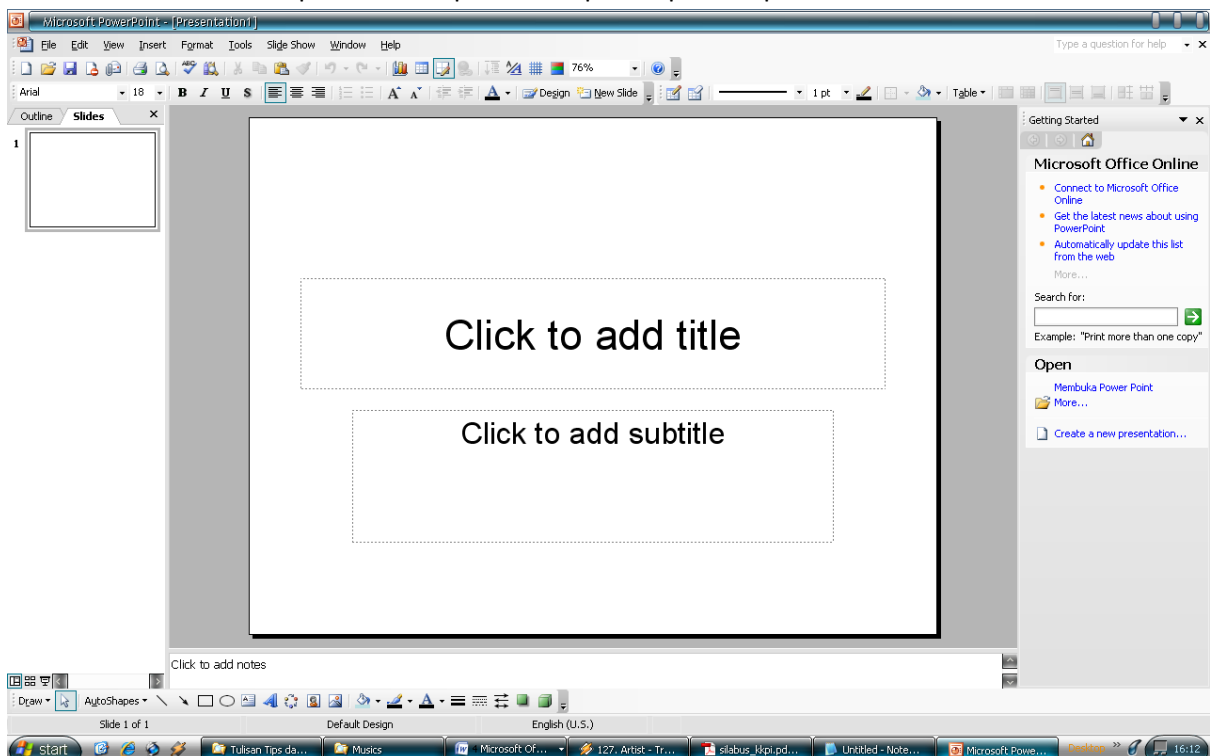 Microsoft PowerPoint - [Presentation1]
File Edit View Insert Format Tools Slide Show Window Help
Type a question for help
76%
Arial 18 B I U S A A A Design New Slide 1 pt Table
Outline Slides
1
Click to add title
Click to add subtitle
Getting Started
Microsoft Office Online
Connect to Microsoft Office
Online
Get the latest news about using
PowerPoint
Automatically update this list
from the web
More...
Search for:
Example: "Print more than one copy"
Open
Membuka Power Point
More...
Create a new presentation...
Click to add notes
Draw AutoShapes A
Slide 1 of 1 Default Design English (U.S.)
start Tulisan Tips da... Musics Microsoft Of... 127. Artist - Tr... silabus_kkpi.pd... Untitled - Note... Microsoft Powe... Desktop » 16:12